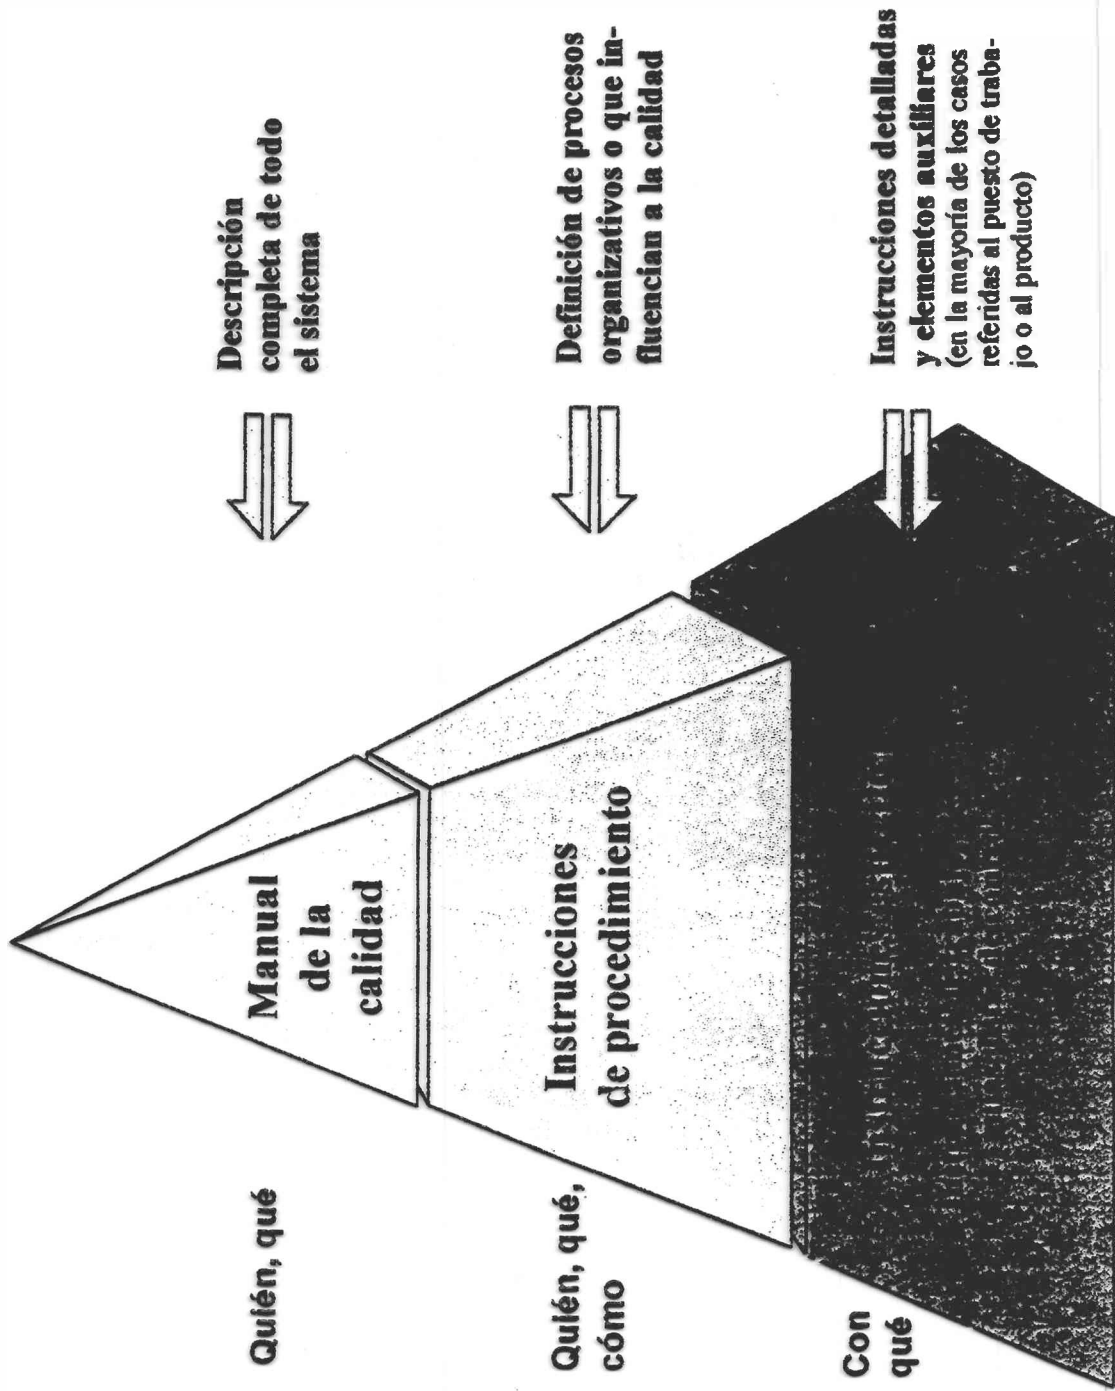 Quién, qué
Manual
de la
calidad
Descripción
completa de todo
el sistema
Quién, qué,
cómo
Instrucciones
de procedimiento
Definición de procesos
organizativos o que in-
fluencian a la calidad
Con
qué
Instrucciones detalladas
y elementos auxiliares
(en la mayoría de los casos
referidas al puesto de traba-
jo o al producto)